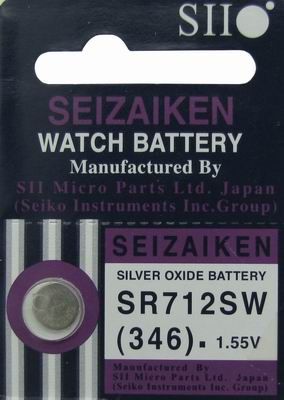 SII
SEIZAIKEN
WATCH BATTERY
Manufactured By
SII Micro Parts Ltd. Japan
(Seiko Instruments Inc.Group)
SEIZAIKEN
SILVER OXIDE BATTERY
SR712SW
(346). 1.55V
Manufactured By
SII Micro Parts Ltd. Japan
(Seiko Instruments Inc.Group)